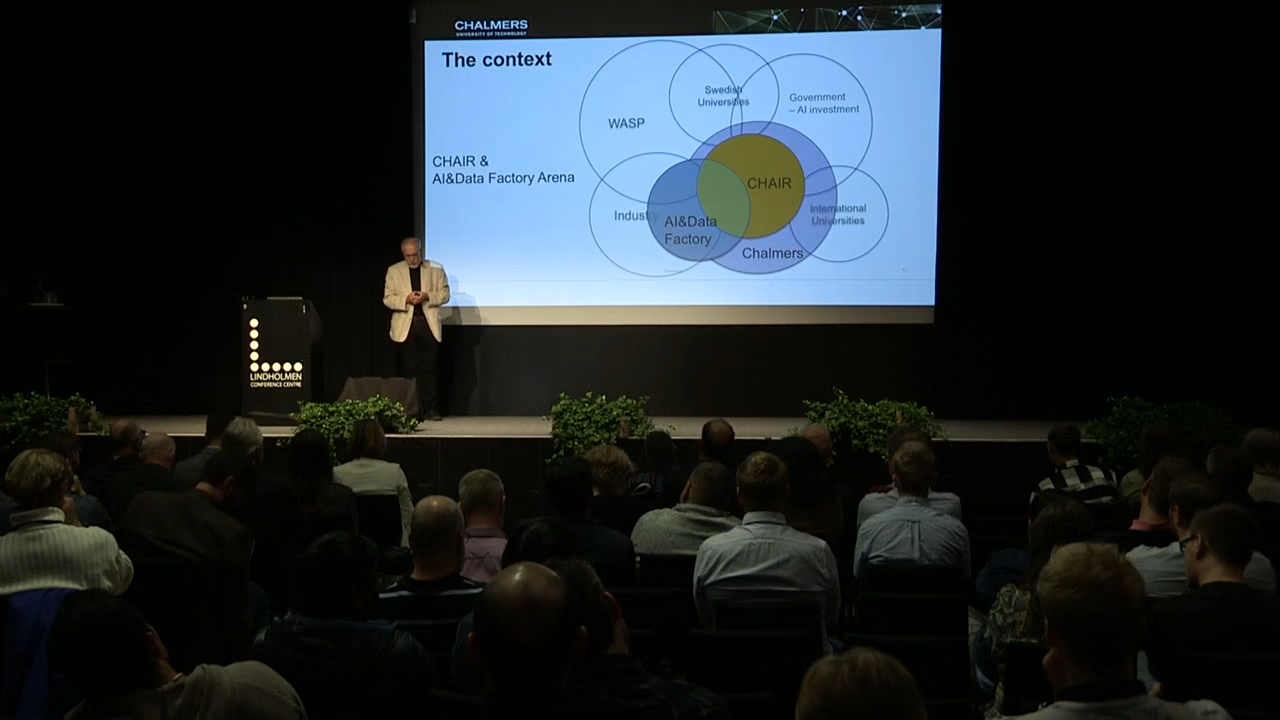 CHALMERS
UNIVERSITY OF TECHNOLOGY
The context
Swedish
Universities
Government
– AI investment
WASP
CHAIR &
AI&Data Factory Arena
CHAIR
Industry
AI&Data
Factory
International
Universities
Chalmers
LINDHOLMEN
CONFERENCE CENTRE